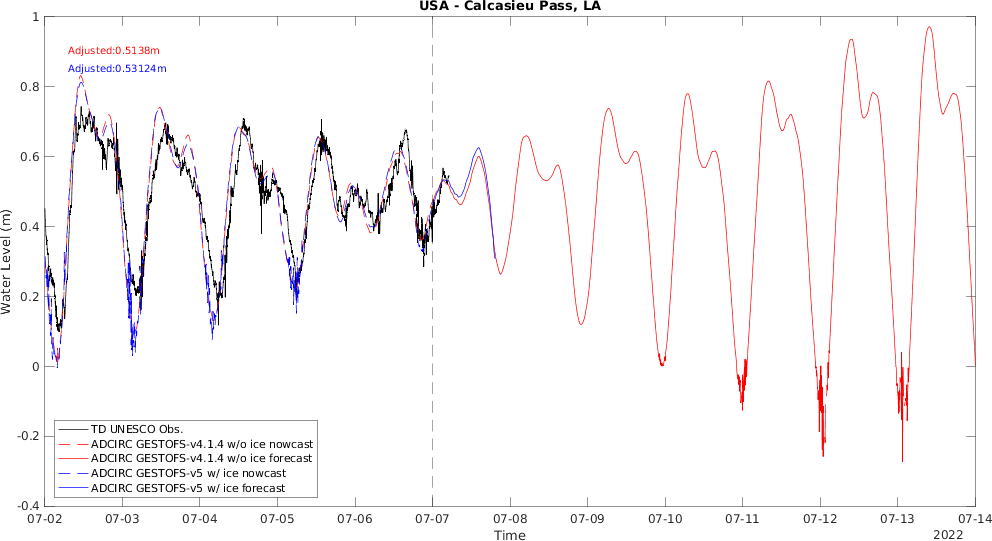 USA - Calcasieu Pass, LA
Adjusted:0.5138m
Adjusted:0.53124m
1
0.8
0.6
0.4
0.2
0
-0.2
-0.4
Water Level (m)
TD UNESCO Obs.
ADCIRC GESTOFS-v4.1.4 w/o ice nowcast
ADCIRC GESTOFS-v4.1.4 w/o ice forecast
ADCIRC GESTOFS-v5 w/ ice nowcast
ADCIRC GESTOFS-v5 w/ ice forecast
07-02 07-03 07-04 07-05 07-06 07-07 07-08 07-09 07-10 07-11 07-12 07-13 07-14
Time
2022